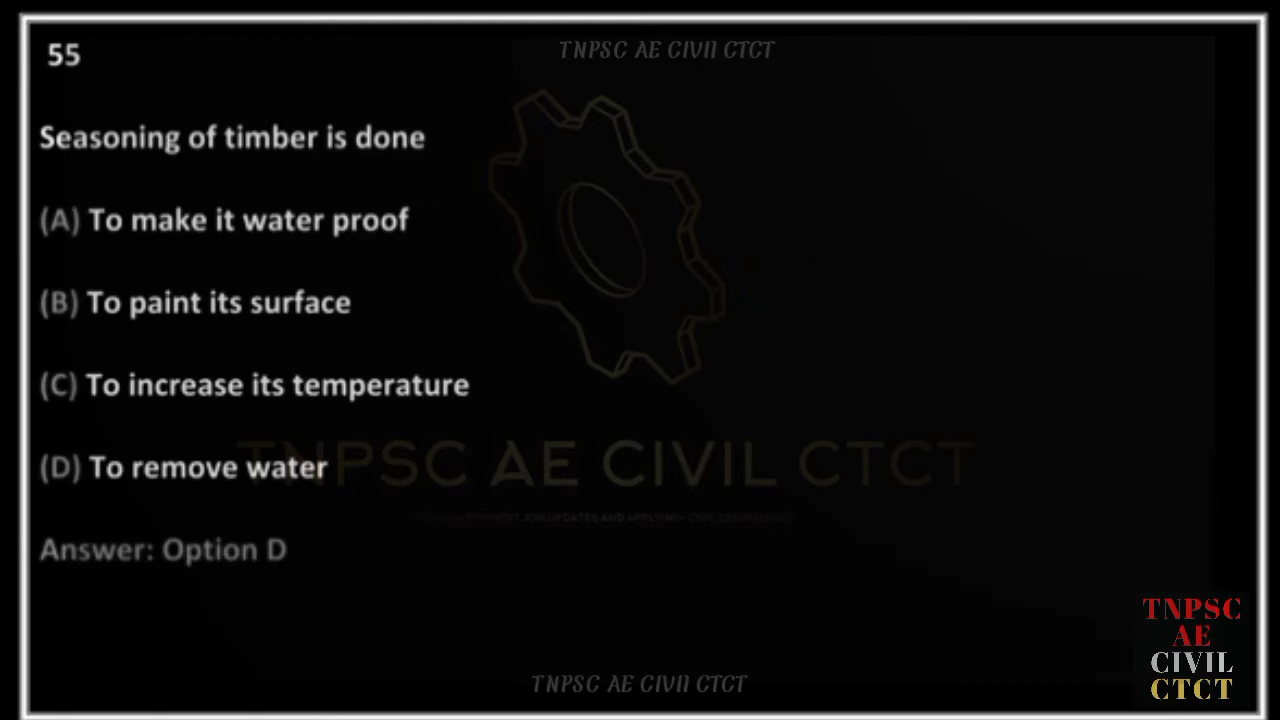 55
TNPSC AE CIVIl CTCT
Seasoning of timber is done
(A) To make it water proof
(B) To paint its surface
(C) To increase its temperature
(D) To remove water
TNPSC AE CIVIL CTCT
Answer: Option D
TNPSC
AE
CIVIL
CTCT
TNPSC AE CIVIl CTCT